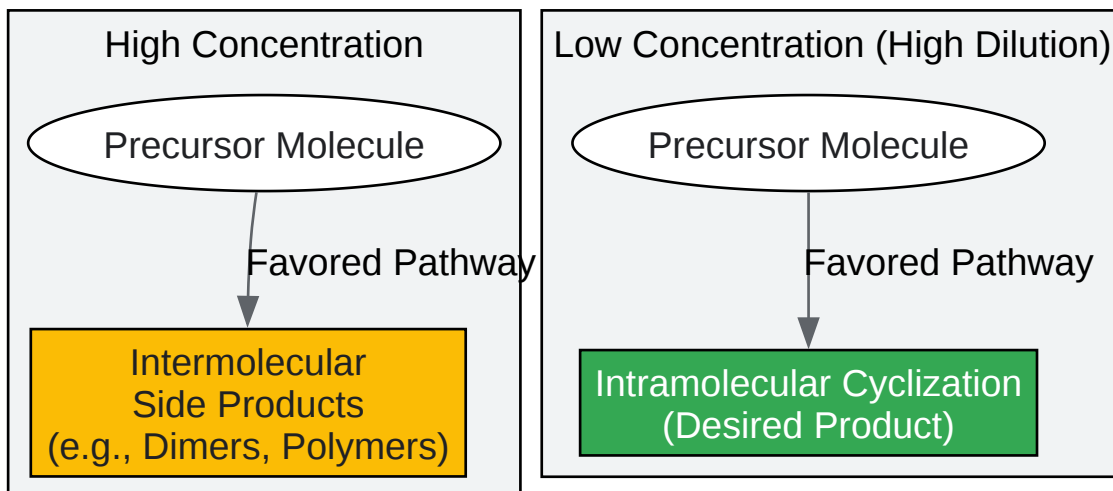 High Concentration
Precursor Molecule
Favored Pathway
Intermolecular
Side Products
(e.g., Dimers, Polymers)
Low Concentration (High Dilution)
Precursor Molecule
Favored Pathway
Intramolecular Cyclization
(Desired Product)